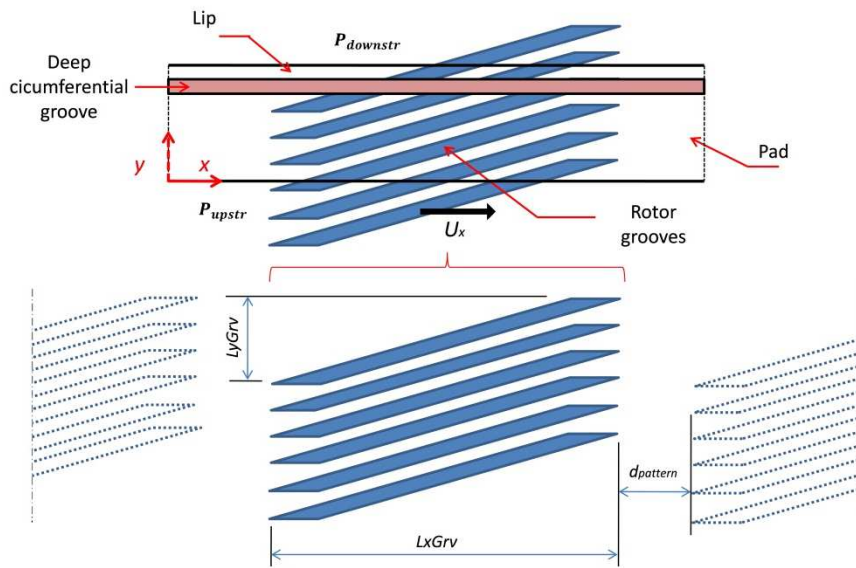 Lip
P_downstr
Deep
cicumferential
groove
y
x
Pad
P_upstr
U_x
Rotor
grooves
LyGrv
d_pattern
LxGrv